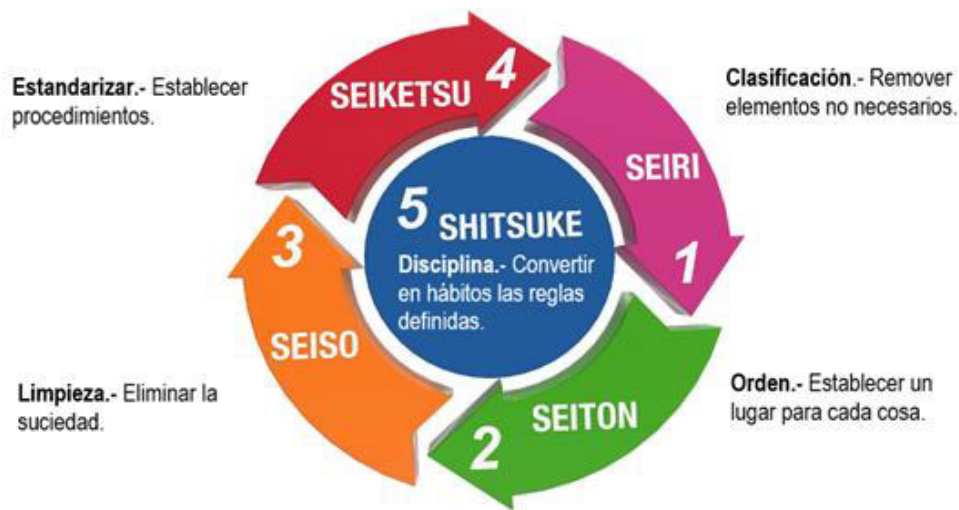 Clasificación.- Remover
elementos no necesarios.
SEIRI
1
Orden.- Establecer un
lugar para cada cosa.
SEITON
2
Limpieza.- Eliminar la
suciedad.
SEISO
3
Estandarizar.- Establecer
procedimientos.
SEIKETSU
4
5
SHITSUKE
Disciplina.- Convertir
en hábitos las reglas
definidas.